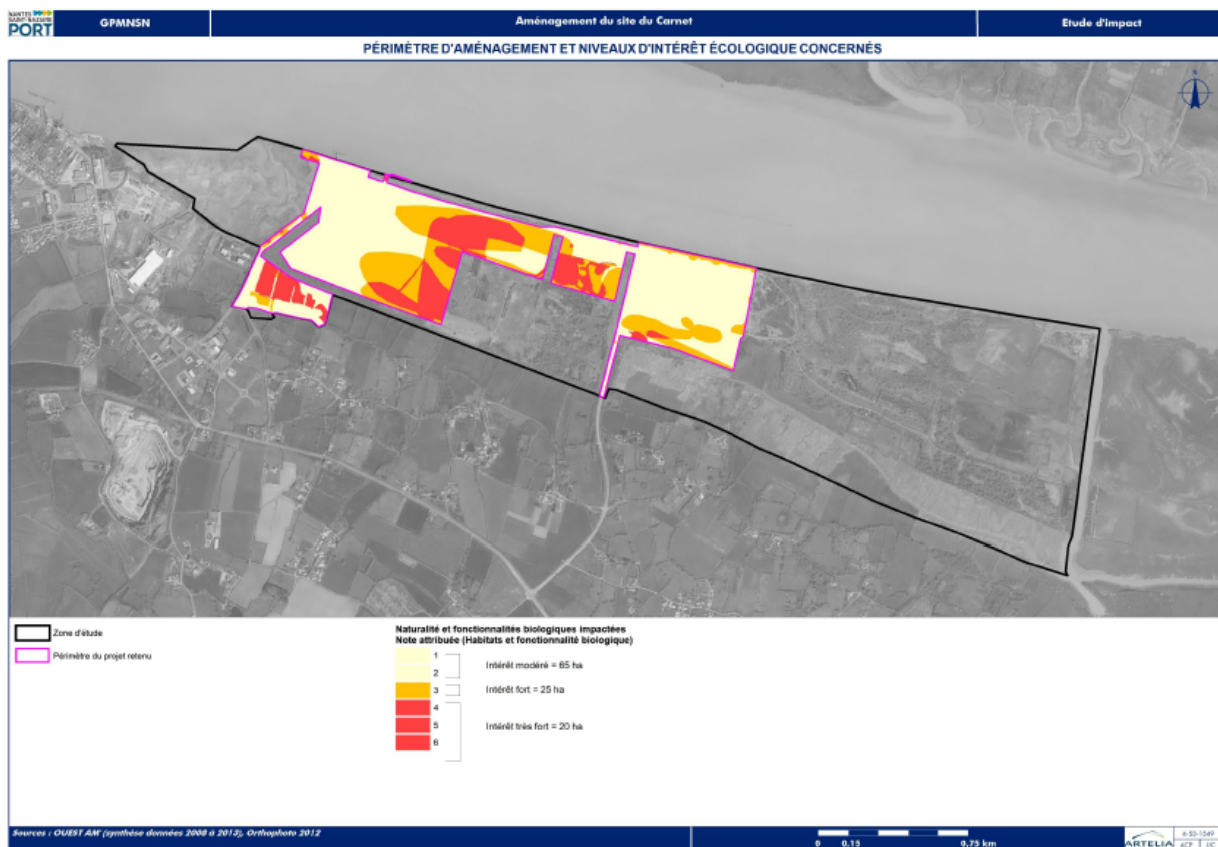 NANTES
SAINT-NAZAIRE
PORT
GPMNSN
Aménagement du site du Carnet
Etude d'impact
PÉRIMÈTRE D'AMÉNAGEMENT ET NIVEAUX D'INTÉRÊT ÉCOLOGIQUE CONCERNÉS
N
Zone d'étude
Périmètre du projet retenu
Naturalité et fonctionnalités biologiques impactées
Note attribuée (Habitats et fonctionnalité biologique)
1
2
Intérêt modéré = 65 ha
3
Intérêt fort = 25 ha
4
5
Intérêt très fort = 20 ha
6
Sources : OUEST AM' (synthèse données 2008 à 2013), Orthophoto 2012
0 0,15 0,75 km
ARTELIA